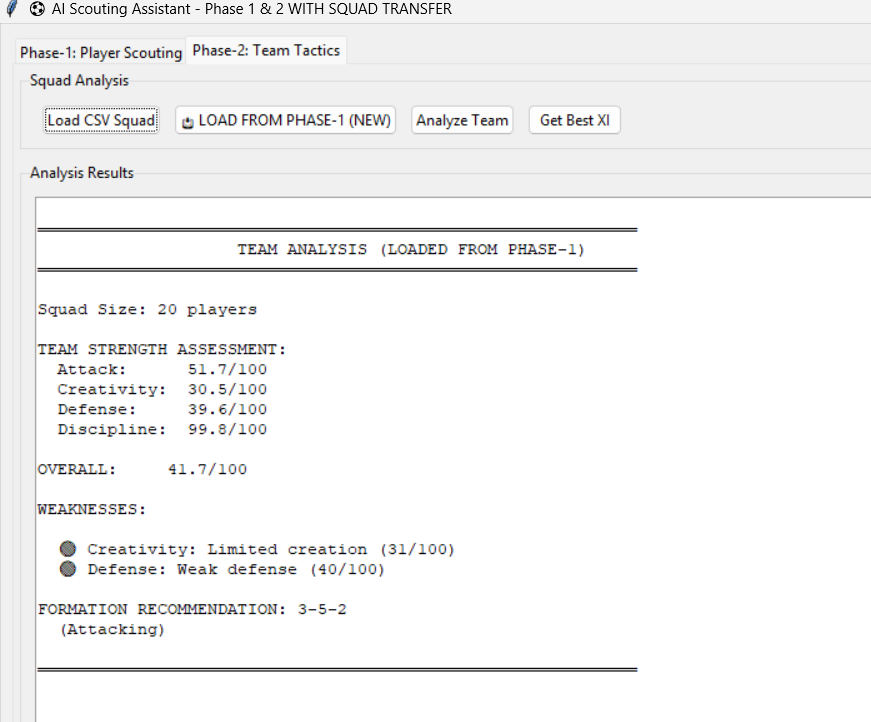 AI Scouting Assistant - Phase 1 & 2 WITH SQUAD TRANSFER
Phase-1: Player Scouting Phase-2: Team Tactics
Squad Analysis
Load CSV Squad LOAD FROM PHASE-1 (NEW) Analyze Team Get Best XI
Analysis Results
TEAM ANALYSIS (LOADED FROM PHASE-1)
Squad Size: 20 players
TEAM STRENGTH ASSESSMENT:
Attack: 51.7/100
Creativity: 30.5/100
Defense: 39.6/100
Discipline: 99.8/100
OVERALL: 41.7/100
WEAKNESSES:
Creativity: Limited creation (31/100)
Defense: Weak defense (40/100)
FORMATION RECOMMENDATION: 3-5-2
(Attacking)